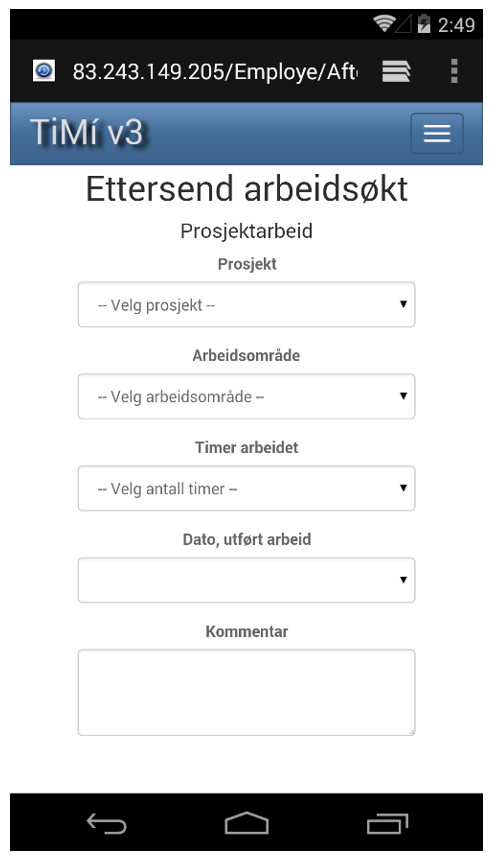 2:49
83.243.149.205/Employe/Aft
TiMí v3
Ettersend arbeidsøkt
Prosjektarbeid
Prosjekt
-- Velg prosjekt --
Arbeidsområde
-- Velg arbeidsområde --
Timer arbeidet
-- Velg antall timer --
Dato, utført arbeid
Kommentar